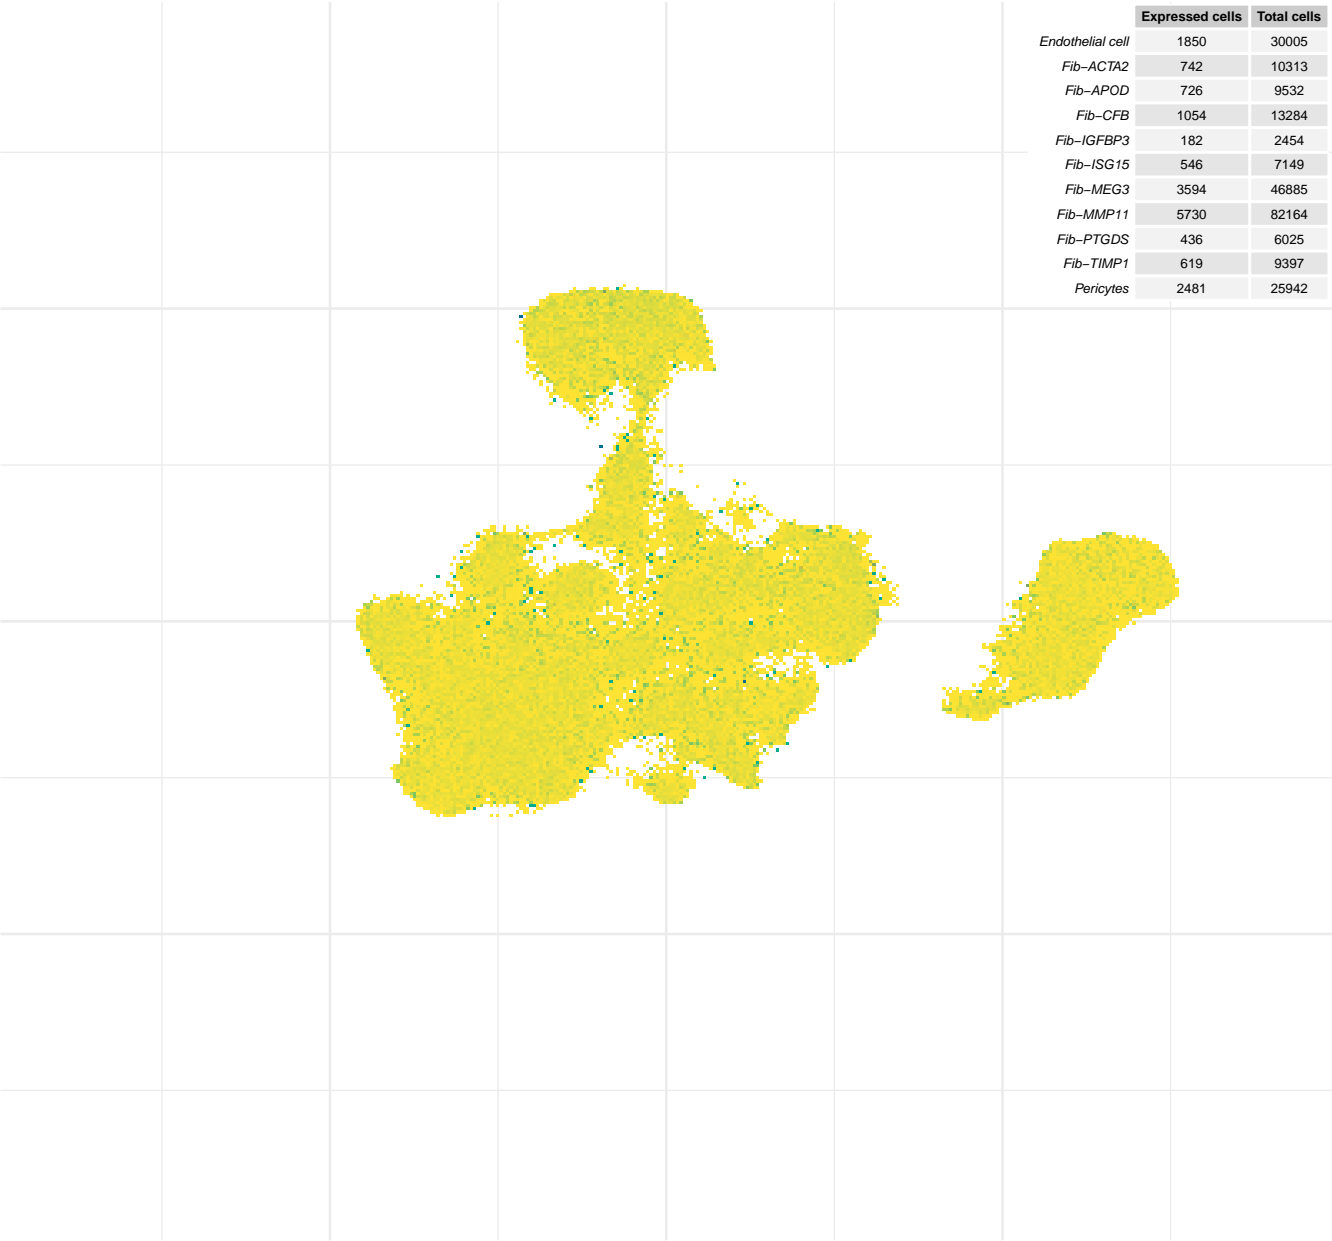 Expressed cells Total cells
Endothelial cell 1850 30005
Fib−ACTA2 742 10313
Fib−APOD 726 9532
Fib−CFB 1054 13284
Fib−IGFBP3 182 2454
Fib−ISG15 546 7149
Fib−MEG3 3594 46885
Fib−MMP11 5730 82164
Fib−PTGDS 436 6025
Fib−TIMP1 619 9397
Pericytes 2481 25942